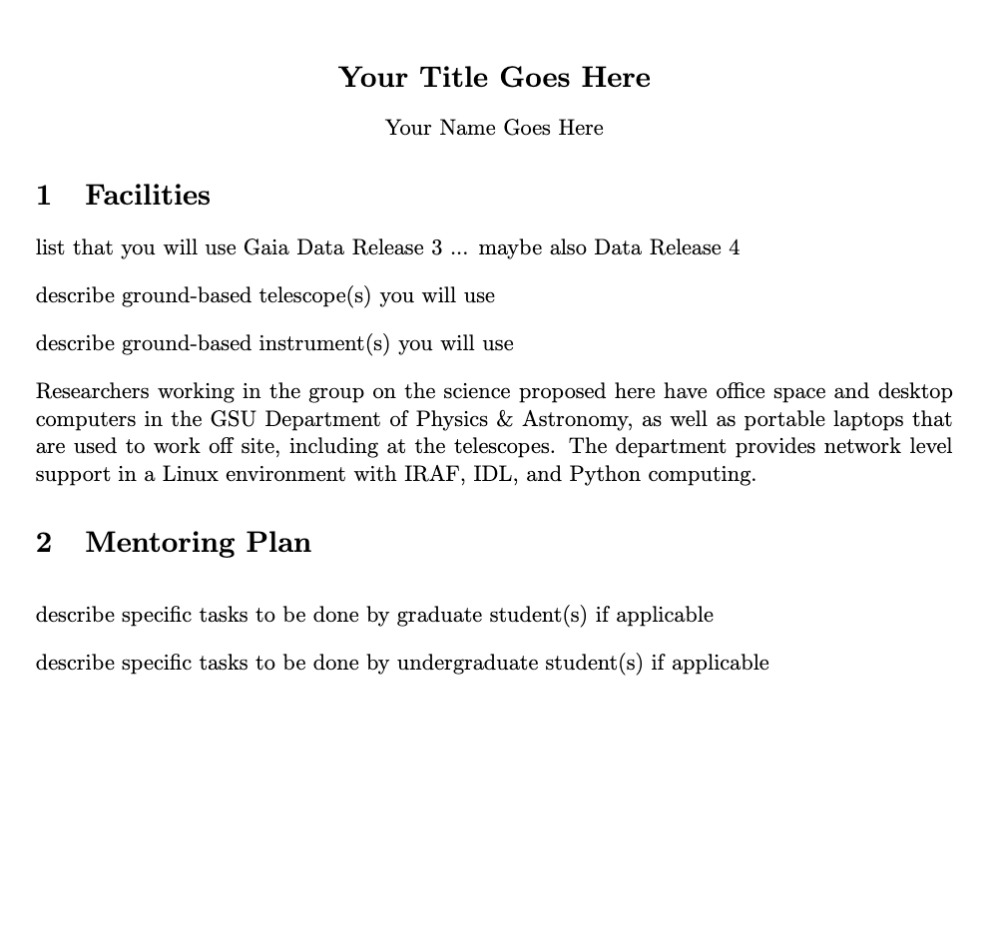 Your Title Goes Here
Your Name Goes Here
1 Facilities
list that you will use Gaia Data Release 3 ... maybe also Data Release 4
describe ground-based telescope(s) you will use
describe ground-based instrument(s) you will use
Researchers working in the group on the science proposed here have office space and desktop
computers in the GSU Department of Physics & Astronomy, as well as portable laptops that
are used to work off site, including at the telescopes. The department provides network level
support in a Linux environment with IRAF, IDL, and Python computing.
2 Mentoring Plan
describe specific tasks to be done by graduate student(s) if applicable
describe specific tasks to be done by undergraduate student(s) if applicable